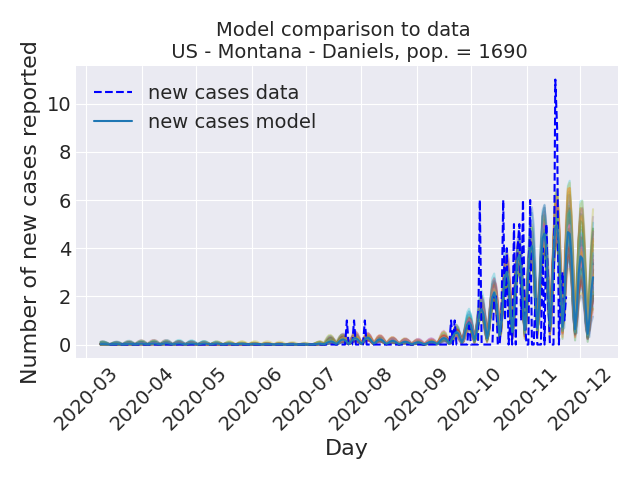 Model comparison to data
US - Montana - Daniels, pop. = 1690
Number of new cases reported
10
8
6
4
2
0
new cases data
new cases model
2020-03
2020-04
2020-05
2020-06
2020-07
2020-08
2020-09
2020-10
2020-11
2020-12
Day